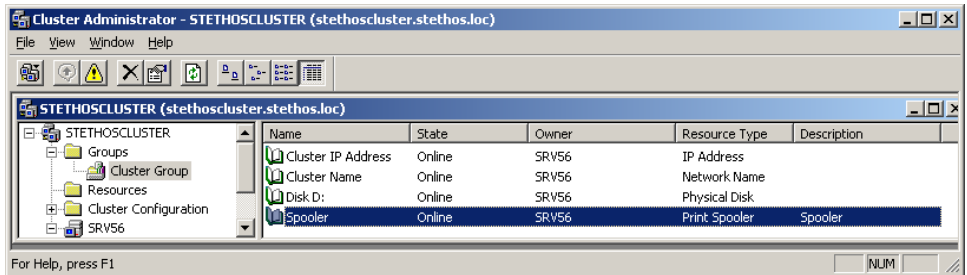 Cluster Administrator - STETHOSCLUSTER (stethoscluster.stethos.loc)
File View Window Help
STETHOSCLUSTER (stethoscluster.stethos.loc)
STETHOSCLUSTER
Groups
Cluster Group
Resources
Cluster Configuration
SRV56
Name State Owner Resource Type Description
Cluster IP Address Online SRV56 IP Address
Cluster Name Online SRV56 Network Name
Disk D: Online SRV56 Physical Disk
Spooler Online SRV56 Print Spooler Spooler
For Help, press F1 NUM